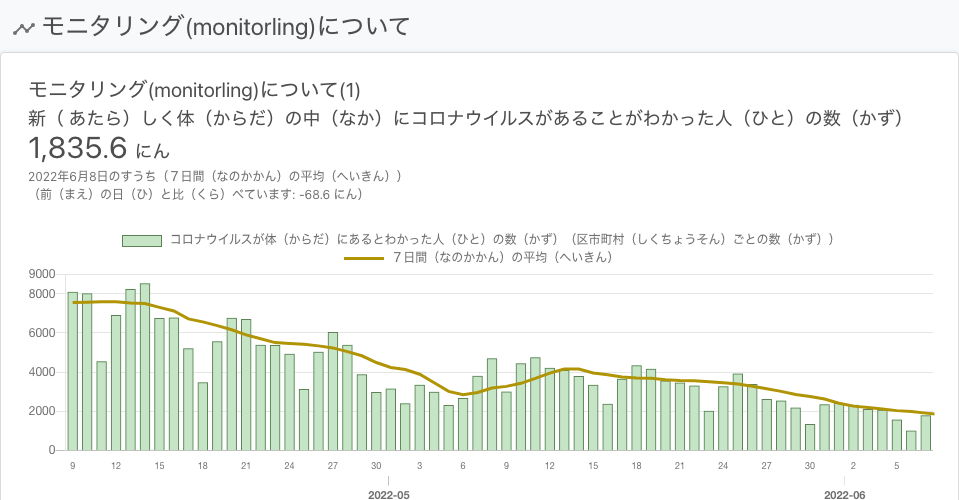 モニタリング(monitorling)について
モニタリング(monitorling)について(1)
新（ あたら）しく体（からだ）の中（なか）にコロナウイルスがあることがわかった人（ひと）の数（かず）
1,835.6 にん
2022年6月8日のすうち（７日間（なのかかん）の平均（へいきん））
（前（まえ）の日（ひ）と比（くら）べています: -68.6 にん）
コロナウイルスが体（からだ）にあるとわかった人（ひと）の数（かず）（区市町村（しくちょうそん）ごとの数（かず））
７日間（なのかかん）の平均（へいきん）
9000
8000
6000
4000
2000
0
9 12 15 18 21 24 27 30 3 6 9 12 15 18 21 24 27 30 2 5
2022-05 2022-06